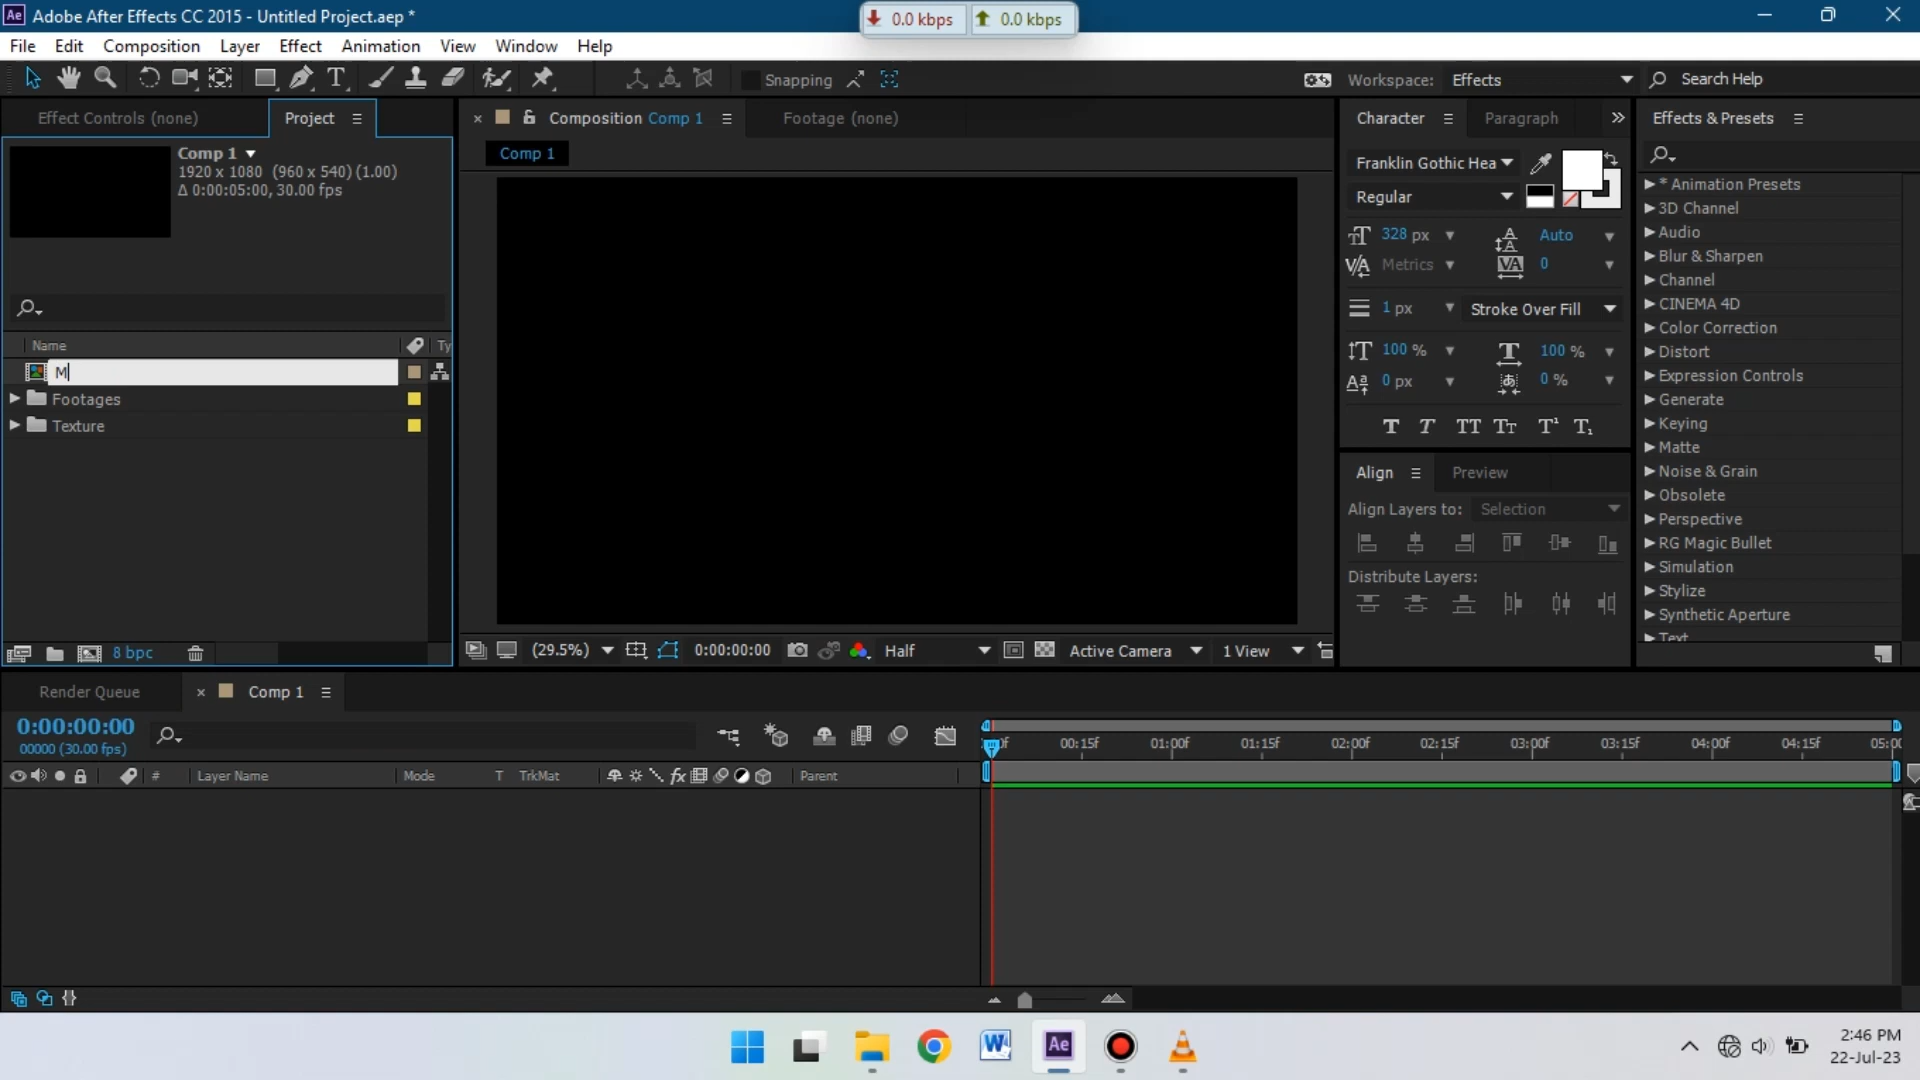 Ae Adobe After Effects CC 2015 - Untitled Project.aep *
0.0 kbps 0.0 kbps
File Edit Composition Layer Effect Animation View Window Help
Snapping
Workspace: Effects
Search Help
Effect Controls (none)
Project
Composition Comp 1
Footage (none)
Character
Paragraph
Effects & Presets
Comp 1
1920 x 1080 (960 x 540) (1.00)
Δ 0:00:05:00, 30.00 fps
Comp 1
Name
Ty
M
Footages
Texture
8 bpc
(29.5%)
0:00:00:00
Half
Active Camera
1 View
Franklin Gothic Hea
Regular
328 px
Auto
Metrics
0
1 px
Stroke Over Fill
100 %
100 %
0 px
0 %
Align
Preview
Align Layers to: Selection
Distribute Layers:
* Animation Presets
3D Channel
Audio
Blur & Sharpen
Channel
CINEMA 4D
Color Correction
Distort
Expression Controls
Generate
Keying
Matte
Noise & Grain
Obsolete
Perspective
RG Magic Bullet
Simulation
Stylize
Synthetic Aperture
Text
Render Queue
Comp 1
0:00:00:00
00000 (30.00 fps)
# Layer Name Mode T TrkMat Parent
00:15f 01:00f 01:15f 02:00f 02:15f 03:00f 03:15f 04:00f 04:15f
2:46 PM
22-Jul-23